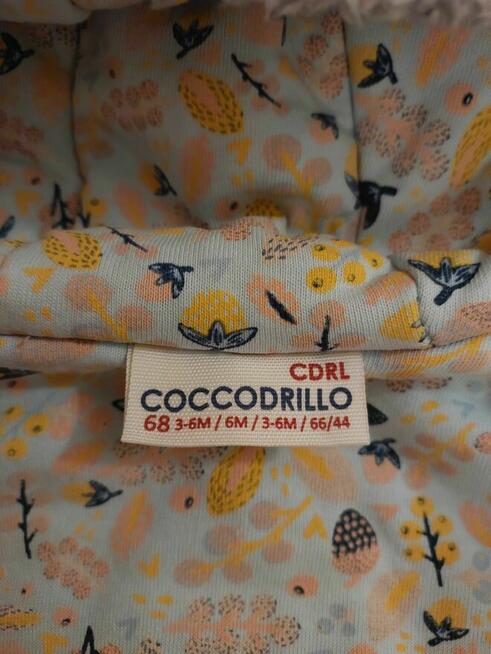 CDRL
COCCODRILLO
68 3-6M / 6M / 3-6M / 66/44